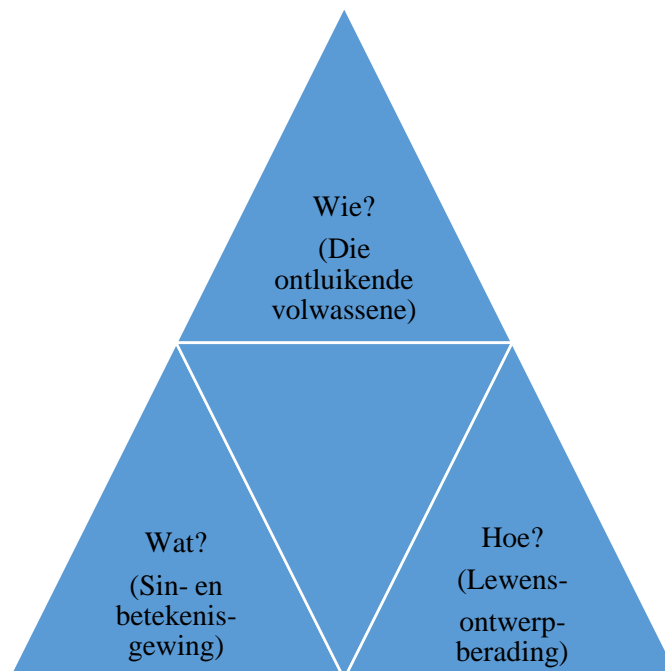 Wie?
(Die
ontluikende
volwassene)
Wat?
(Sin- en
betekenis-
gewing)
Hoe?
(Lewens-
ontwerp-
berading)